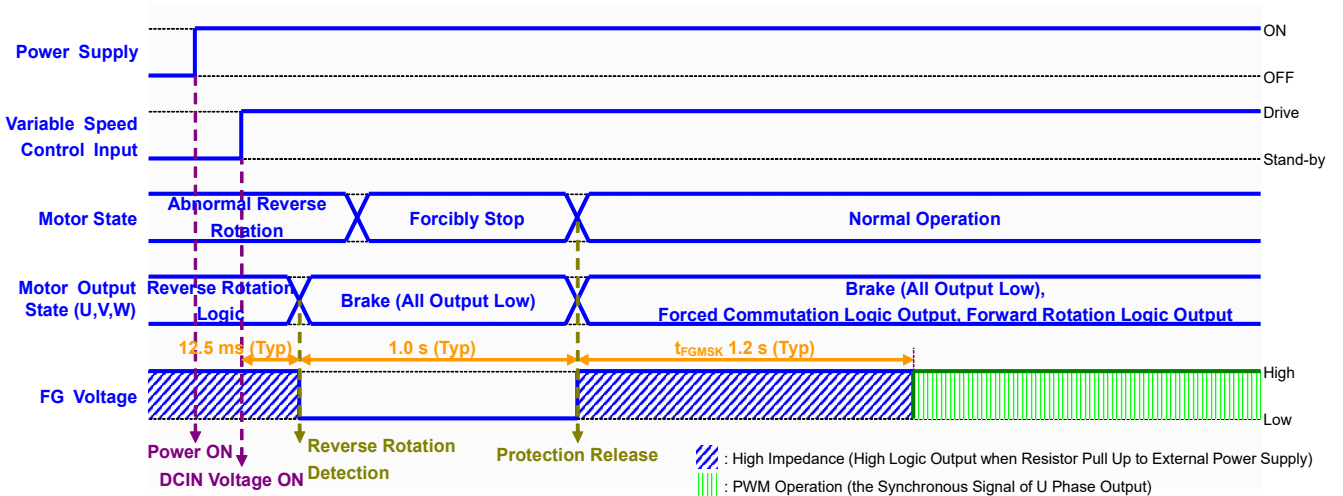 Power Supply
ON
OFF
Variable Speed
Control Input
Drive
Stand-by
Motor State
Abnormal Reverse
Rotation
Forcibly Stop
Normal Operation
Motor Output
State (U,V,W)
Reverse Rotation
Logic
Brake (All Output Low)
Brake (All Output Low),
Forced Commutation Logic Output, Forward Rotation Logic Output
12.5 ms (Typ)
1.0 s (Typ)
tFGMSK 1.2 s (Typ)
FG Voltage
High
Low
Power ON
DCIN Voltage ON
Reverse Rotation
Detection
Protection Release
: High Impedance (High Logic Output when Resistor Pull Up to External Power Supply)
: PWM Operation (the Synchronous Signal of U Phase Output)